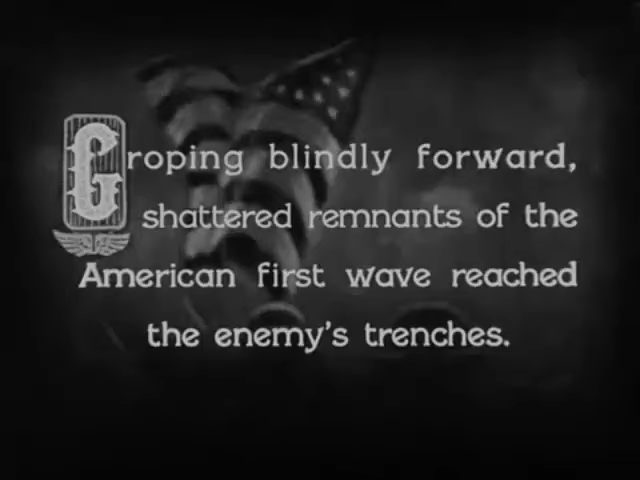 Groping blindly forward,
shattered remnants of the
American first wave reached
the enemy's trenches.